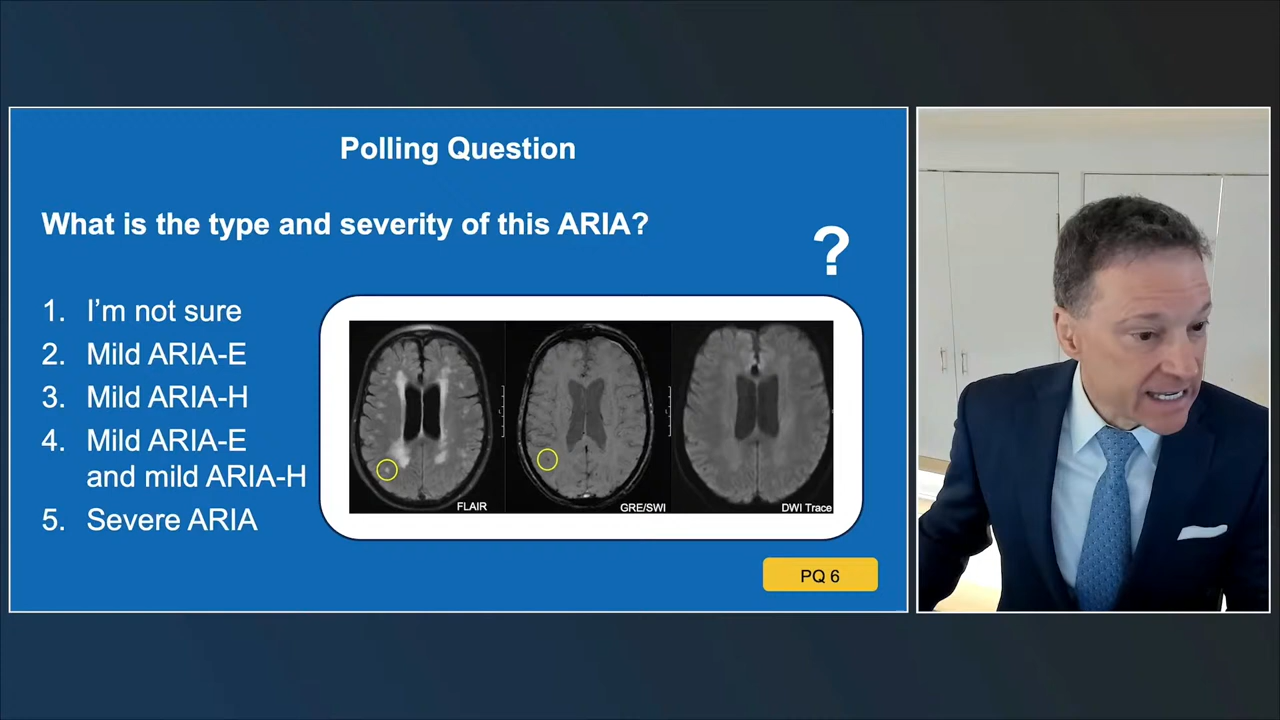 Polling Question
What is the type and severity of this ARIA?
?
1. I'm not sure
2. Mild ARIA-E
3. Mild ARIA-H
4. Mild ARIA-E
and mild ARIA-H
5. Severe ARIA
FLAIR
GRE/SWI
DWI Trace
PQ 6